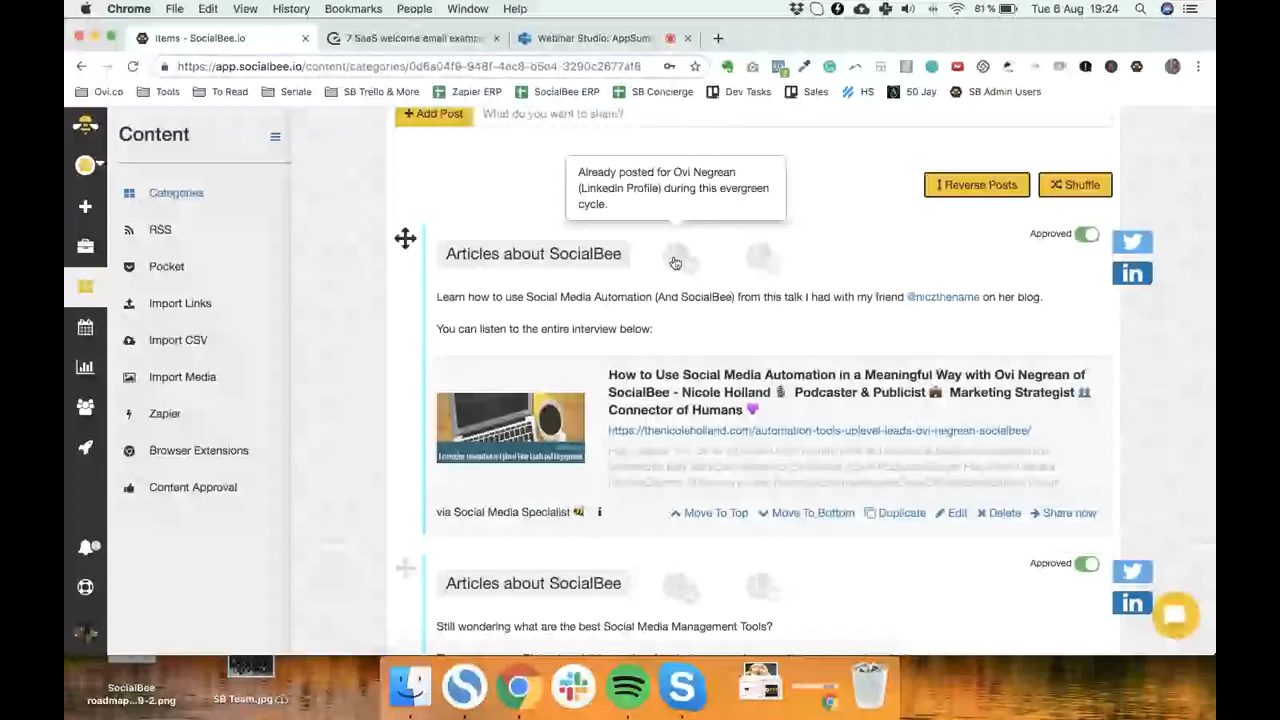 Chrome File Edit View History Bookmarks People Window Help
81% Tue 6 Aug 19:24
Items - SocialBee.io
7 SaaS welcome email exampl
Webinar Studio: AppSum
https://app.socialbee.io/content/categories/
Ovi.co Tools To Read Seriale SB Trello & More Zapier ERP SocialBee ERP SB Concierge Dev Tasks Sales HS 50 Jay SB Admin Users
Content
Categories
RSS
Pocket
Import Links
Import CSV
Import Media
Zapier
Browser Extensions
Content Approval
+ Add Post What do you want to share?
Already posted for Ovi Negrean
(Linkedin Profile) during this evergreen
cycle.
Reverse Posts Shuffle
Approved
Articles about SocialBee
Learn how to use Social Media Automation (And SocialBee) from this talk I had with my friend @niczthename on her blog.
You can listen to the entire interview below:
How to Use Social Media Automation in a Meaningful Way with Ovi Negrean of
SocialBee - Nicole Holland 🎙 Podcaster & Publicist 💼 Marketing Strategist 👥
Connector of Humans 💜
https://thenicoleholland.com/automation-tools-uplevel-leads-ovi-negrean-socialbee/
via Social Media Specialist 🐝 i
Move To Top Move To Bottom Duplicate Edit Delete Share now
Approved
Articles about SocialBee
Still wondering what are the best Social Media Management Tools?
SocialBee
roadmap...9-2.png
SB Team.jpg